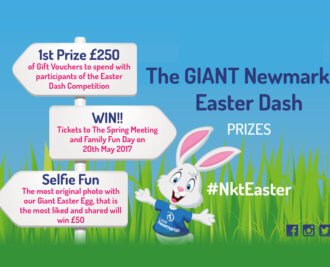 1st Prize £250
of Gift Vouchers to spend with
participants of the Easter
Dash Competition
The GIANT Newmark
Easter Dash
PRIZES
WIN!!
Tickets to The Spring Meeting
and Family Fun Day on
20th May 2017
Selfie Fun
The most original photo with
our Giant Easter Egg, that is
the most liked and shared will
win £50
#NktEaster